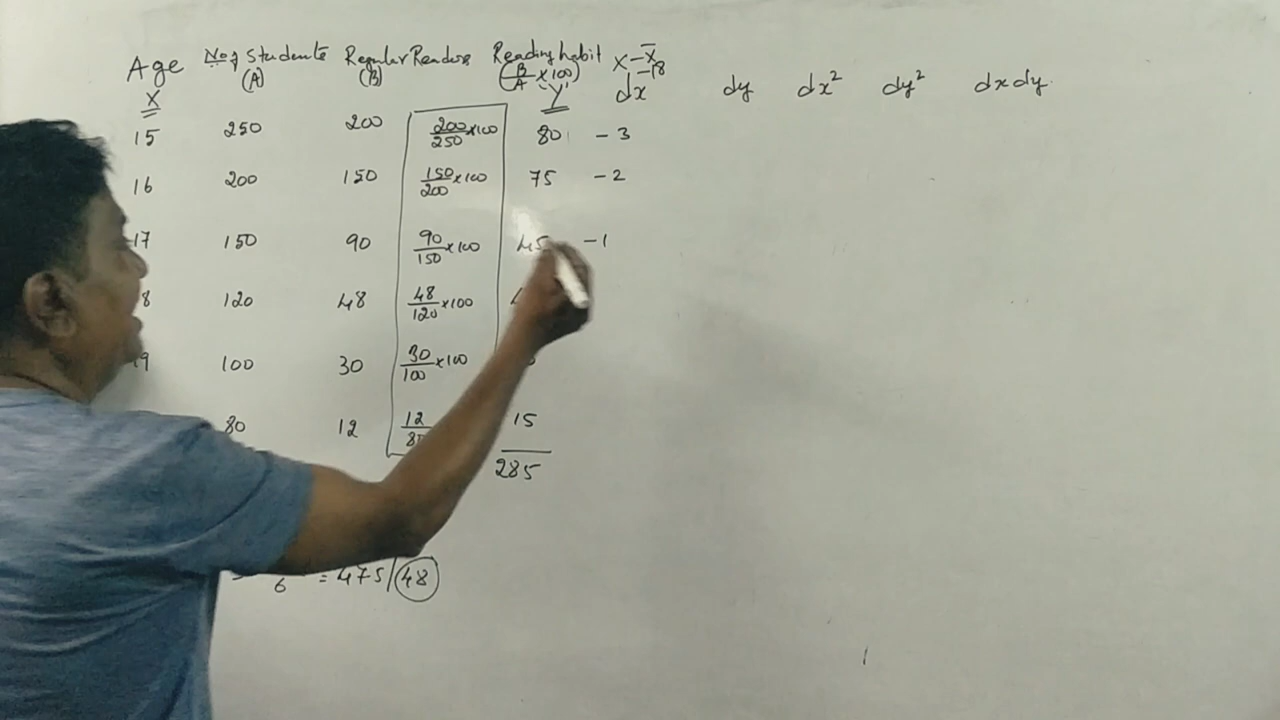 Age No of Students Regular Readers Reading habit X-X̄
(A) (B) (B/A x100) -18
X "Y" dx dy dx² dy² dxdy
15 250 200 200/250 x100 80 -3
16 200 150 150/200 x100 75 -2
17 150 90 90/150 x100 45 -1
8 120 48 48/120 x100
19 100 30 30/100 x100
80 12 12/80 15
285
6 = 475/ 48